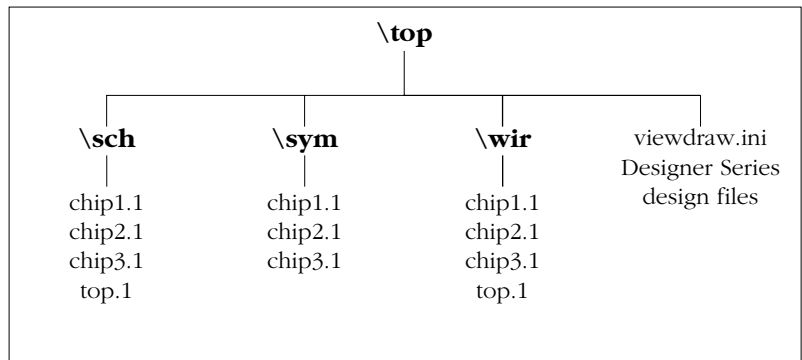 \top
\sch
chip1.1
chip2.1
chip3.1
top.1
\sym
chip1.1
chip2.1
chip3.1
\wir
chip1.1
chip2.1
chip3.1
top.1
viewdraw.ini
Designer Series
design files